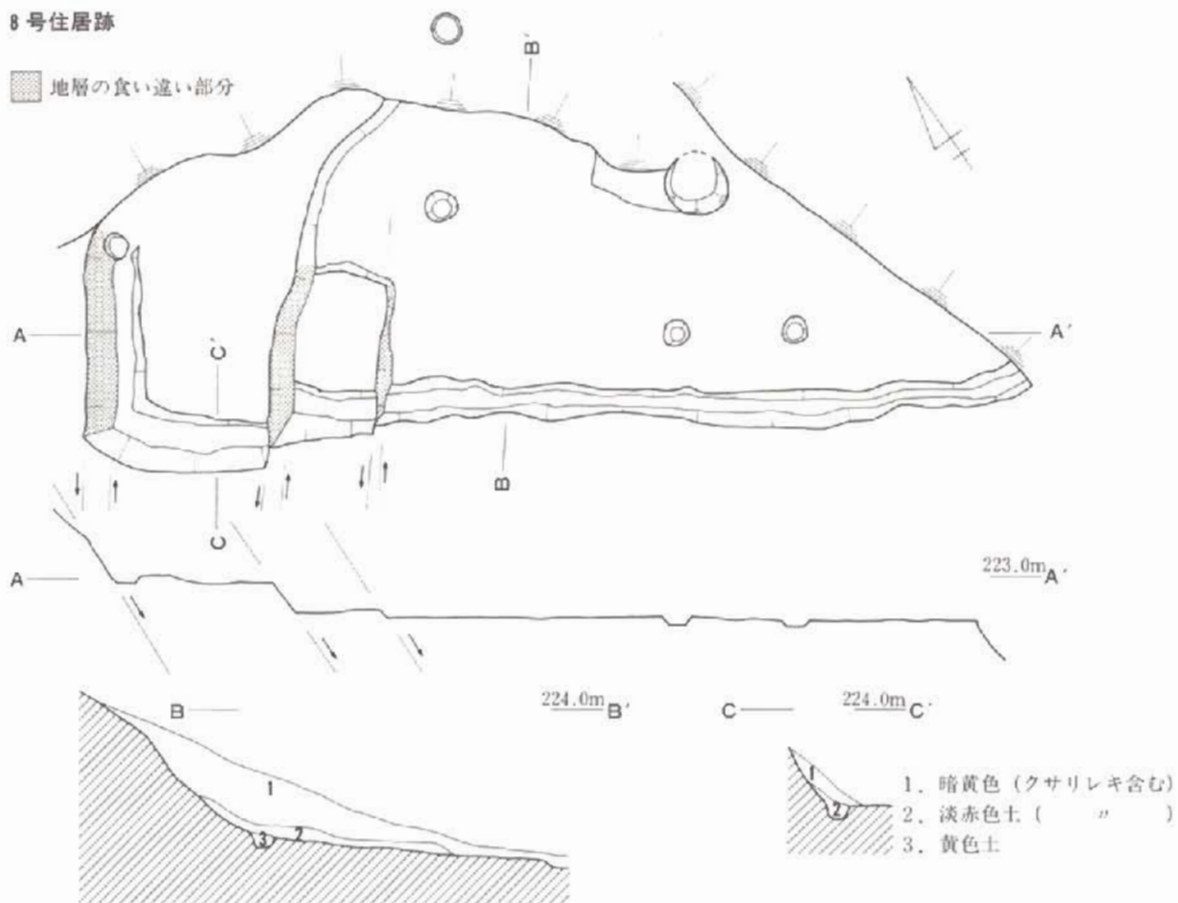 8号住居跡
地層の食い違い部分
B′
A
A′
C′
B
C
A
223.0m A′
B
224.0m B′
C
224.0m C′
1
2
3
1
2
1. 暗黄色 (クサリレキ含む)
2. 淡赤色土 ( 〃 )
3. 黄色土